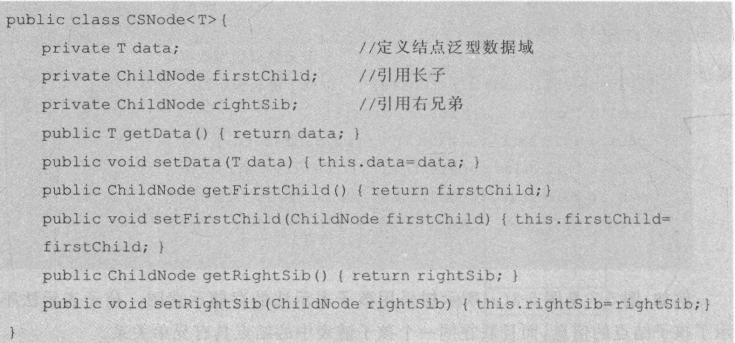 public class CSNode<T>{
private T data; //定义结点泛型数据域
private ChildNode firstChild; //引用长子
private ChildNode rightSib; //引用右兄弟
public T getData() { return data; }
public void setData(T data) { this.data=data; }
public ChildNode getFirstChild() { return firstChild;}
public void setFirstChild(ChildNode firstChild) { this.firstChild=
firstChild; }
public ChildNode getRightSib() { return rightSib; }
public void setRightSib(ChildNode rightSib) { this.rightSib=rightSib;}
}